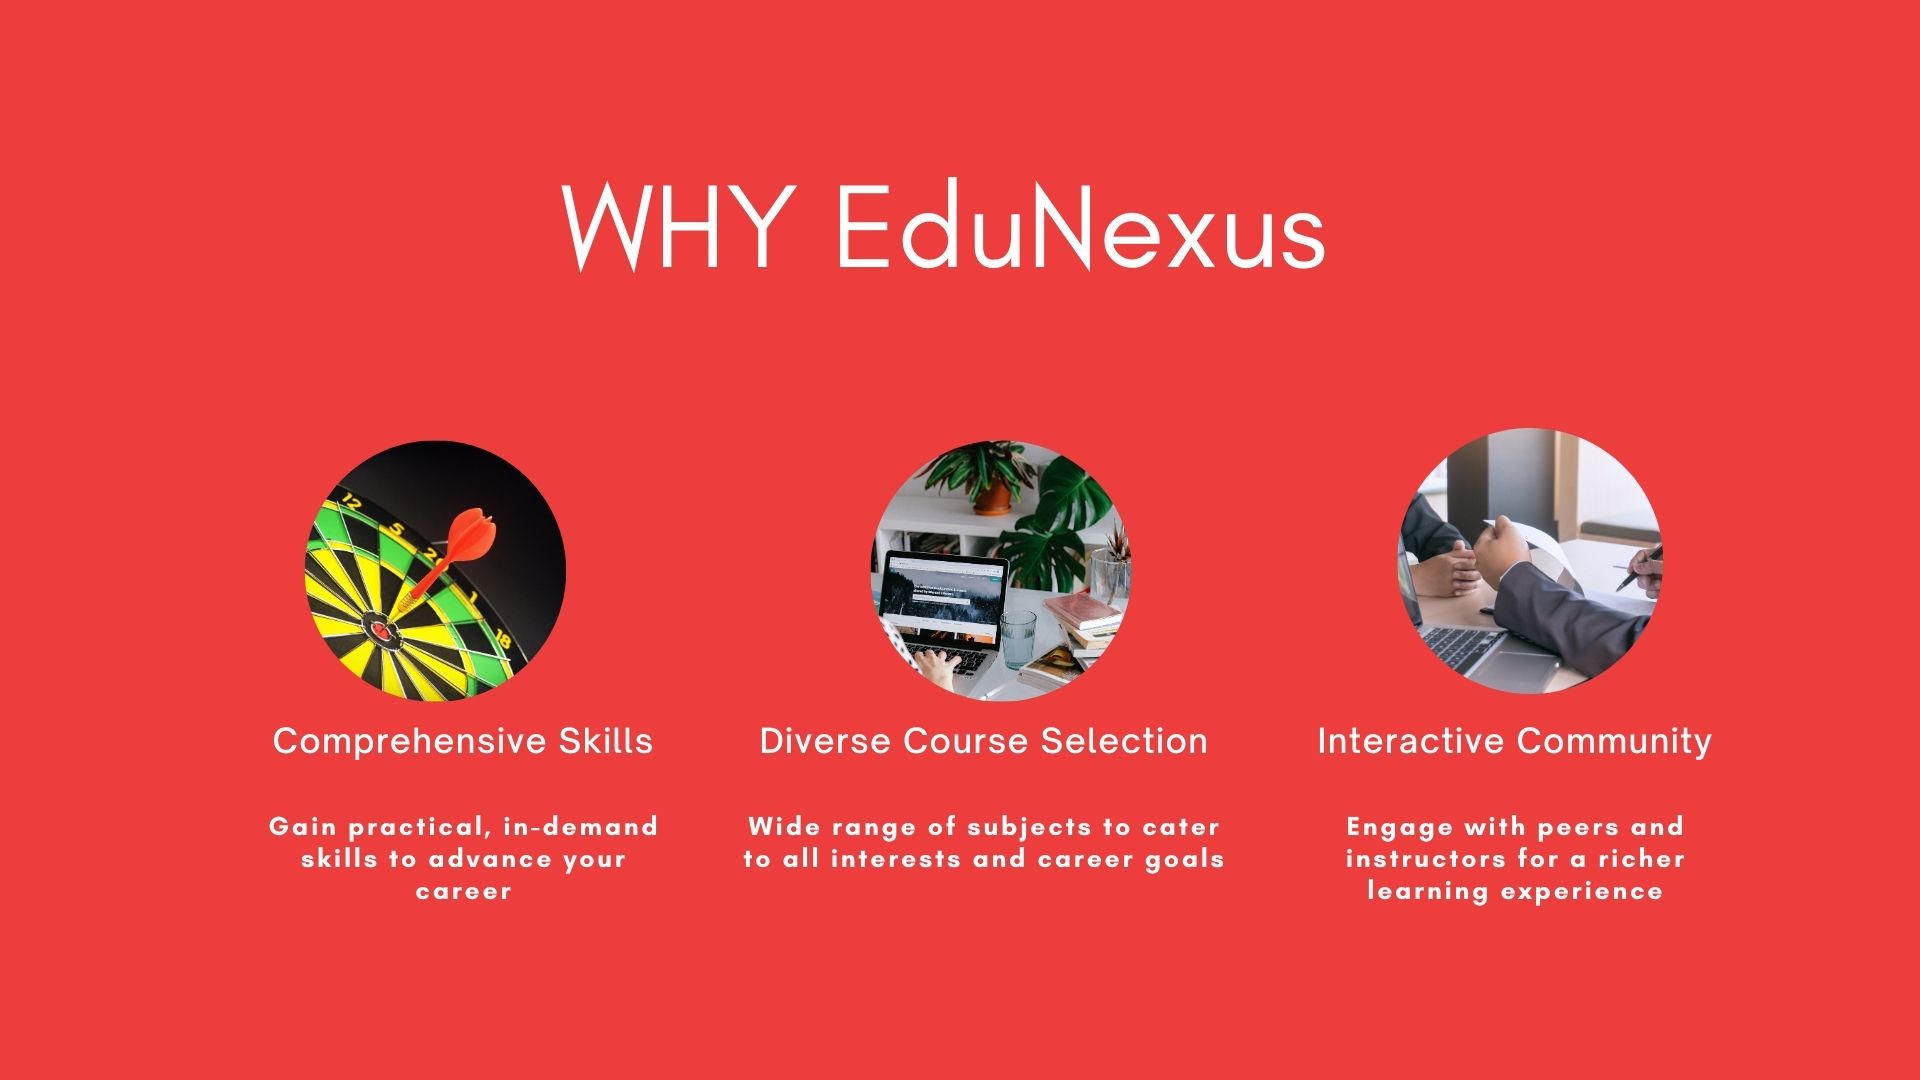 WHY EduNexus
12
5
20
1
18
Comprehensive Skills
Diverse Course Selection
Interactive Community
Gain practical, in-demand
skills to advance your
career
Wide range of subjects to cater
to all interests and career goals
Engage with peers and
instructors for a richer
learning experience